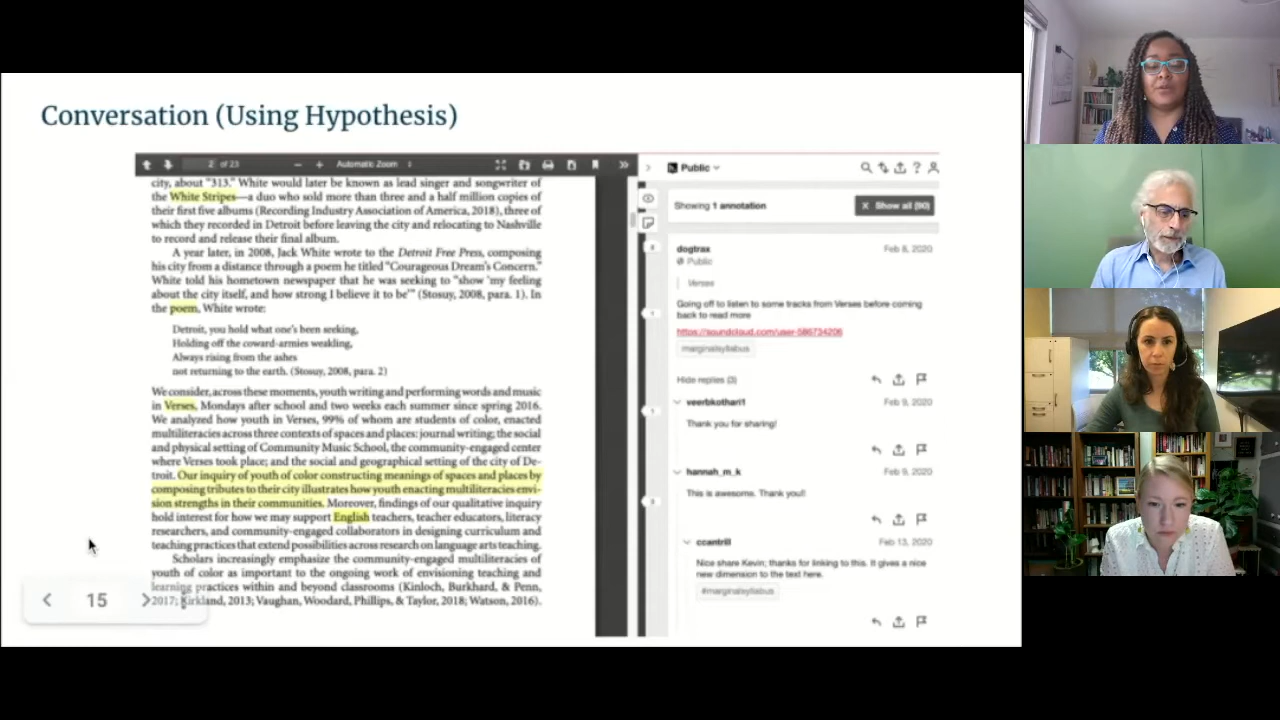 Conversation (Using Hypothesis)
2 of 23
Automatic Zoom
city, about "313." White would later be known as lead singer and songwriter of
the White Stripes—a duo who sold more than three and a half million copies of
their first five albums (Recording Industry Association of America, 2018), three of
which they recorded in Detroit before leaving the city and relocating to Nashville
to record and release their final album.
A year later, in 2008, Jack White wrote to the Detroit Free Press, composing
his city from a distance through a poem he titled "Courageous Dream's Concern."
White told his hometown newspaper that he was seeking to "show 'my feeling
about the city itself, and how strong I believe it to be'" (Stosuy, 2008, para. 1). In
the poem, White wrote:
Detroit, you hold what one's been seeking,
Holding off the coward-armies weakling,
Always rising from the ashes
not returning to the earth. (Stosuy, 2008, para. 2)
We consider, across these moments, youth writing and performing words and music
in Verses, Mondays after school and two weeks each summer since spring 2016.
We analyzed how youth in Verses, 99% of whom are students of color, enacted
multiliteracies across three contexts of spaces and places: journal writing; the social
and physical setting of Community Music School, the community-engaged center
where Verses took place; and the social and geographical setting of the city of De-
troit. Our inquiry of youth of color constructing meanings of spaces and places by
composing tributes to their city illustrates how youth enacting multiliteracies envi-
sion strengths in their communities. Moreover, findings of our qualitative inquiry
hold interest for how we may support English teachers, teacher educators, literacy
researchers, and community-engaged collaborators in designing curriculum and
teaching practices that extend possibilities across research on language arts teaching.
Scholars increasingly emphasize the community-engaged multiliteracies of
youth of color as important to the ongoing work of envisioning teaching and
learning practices within and beyond classrooms (Kinloch, Burkhard, & Penn,
2017; Kirkland, 2013; Vaughan, Woodard, Phillips, & Taylor, 2018; Watson, 2016).
15
Public
Showing 1 annotation
X Show all (90)
dogtrax
Feb 8, 2020
Public
Verses
Going off to listen to some tracks from Verses before coming
back to read more
https://soundcloud.com/user-586734206
marginalsyllabus
Hide replies (3)
veerbkothari1
Feb 9, 2020
Thank you for sharing!
hannah_m_k
Feb 9, 2020
This is awesome. Thank you!!
ccantrill
Feb 13, 2020
Nice share Kevin; thanks for linking to this. It gives a nice
new dimension to the text here.
#marginalsyllabus